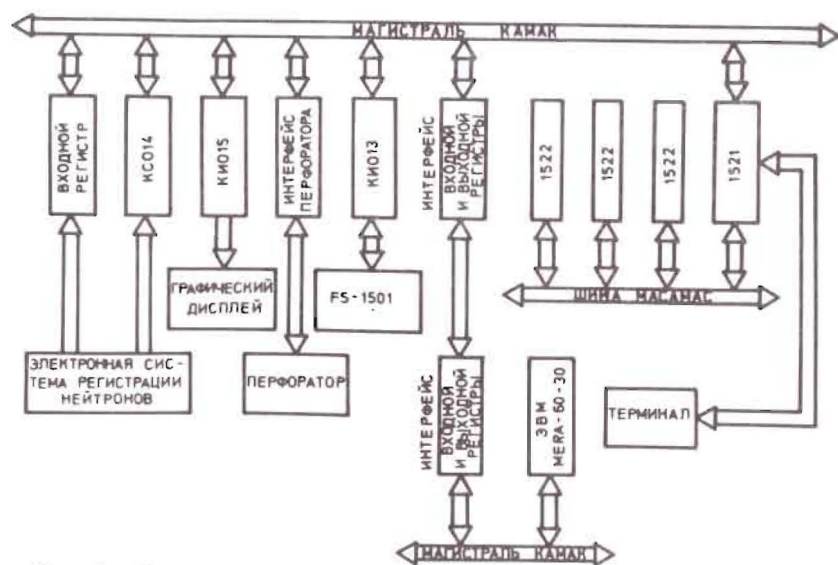 МАГИСТРАЛЬ КАМАК
ВХОДНОЙ
РЕГИСТР
КС014
КИ015
ИНТЕРФЕЙС
ПЕРФОРАТОРА
КИ013
ИНТЕРФЕЙС
ВХОДНОЙ
И ВЫХОДНОЙ
РЕГИСТРЫ
1522
1522
1522
1521
ГРАФИЧЕСКИЙ
ДИСПЛЕЙ
FS-1501
ШИМА МАСАМАС
ЭЛЕКТРОННАЯ СИС-
ТЕМА РЕГИСТРАЦИИ
НЕЙТРОНОВ
ПЕРФОРАТОР
ИНТЕРФЕЙС
ВХОДНОЙ
И ВЫХОДНОЙ
РЕГИСТРЫ
ЭВМ
MERA-60-30
ТЕРМИНАЛ
МАГИСТРАЛЬ КАМАК